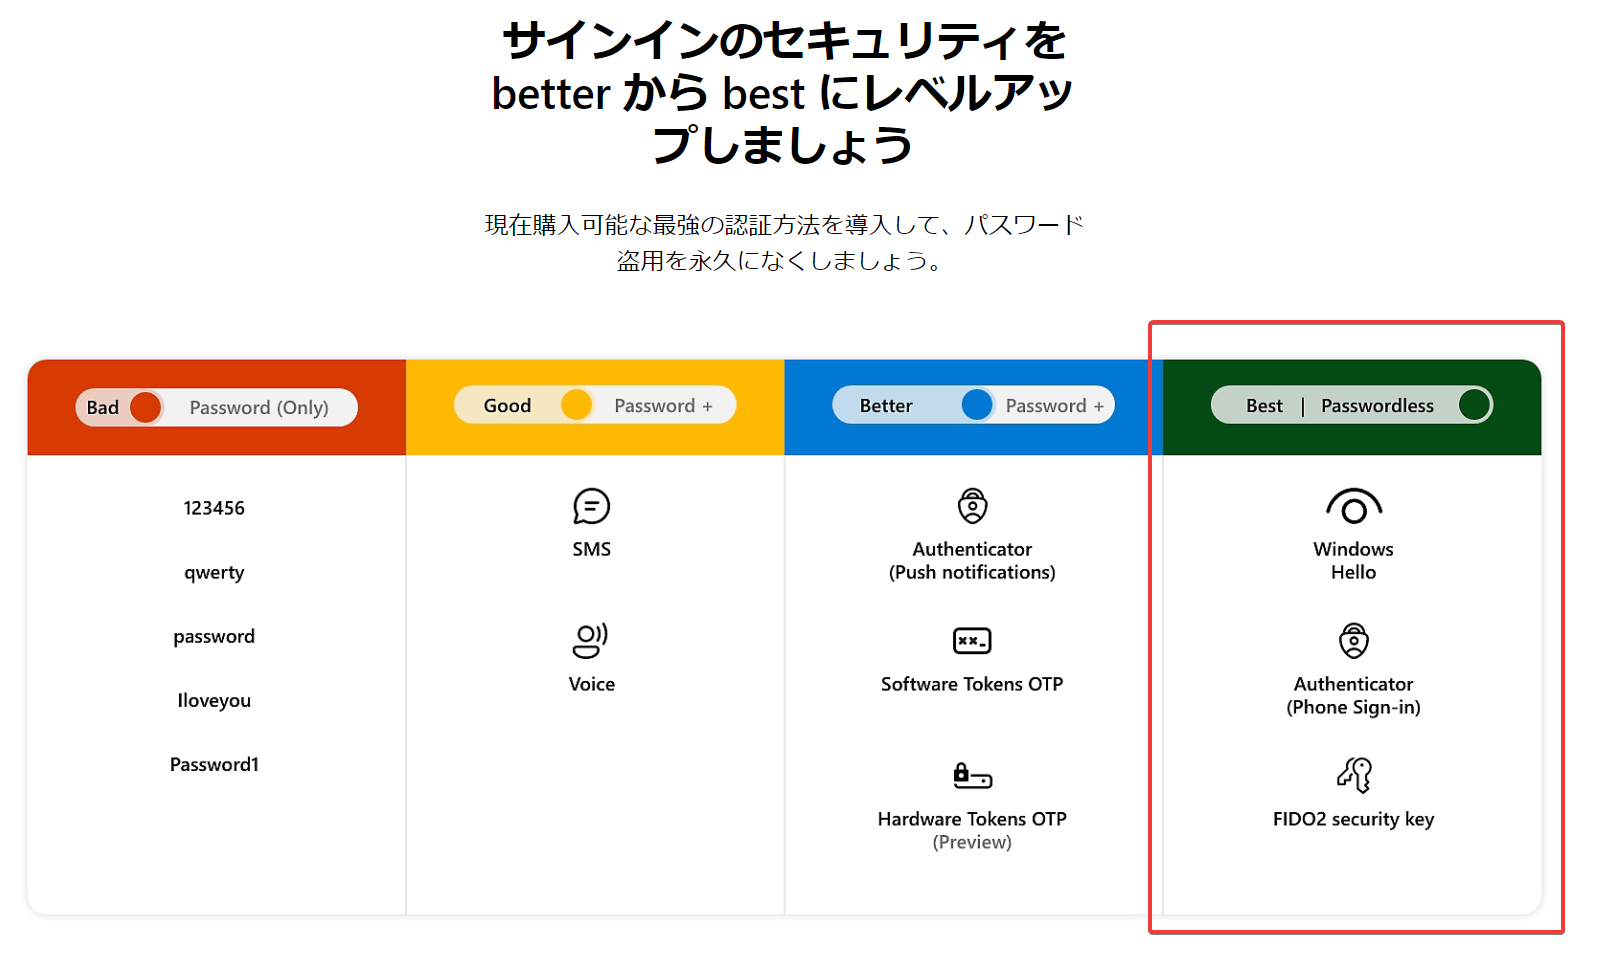 サインインのセキュリティを
better から best にレベルアッ
プしましょう
現在購入可能な最強の認証方法を導入して、パスワード
盗用を永久になくしましょう。
Bad Password (Only)
123456
qwerty
password
Iloveyou
Password1
Good Password +
SMS
Voice
Better Password +
Authenticator
(Push notifications)
Software Tokens OTP
Hardware Tokens OTP
(Preview)
Best | Passwordless
Windows
Hello
Authenticator
(Phone Sign-in)
FIDO2 security key